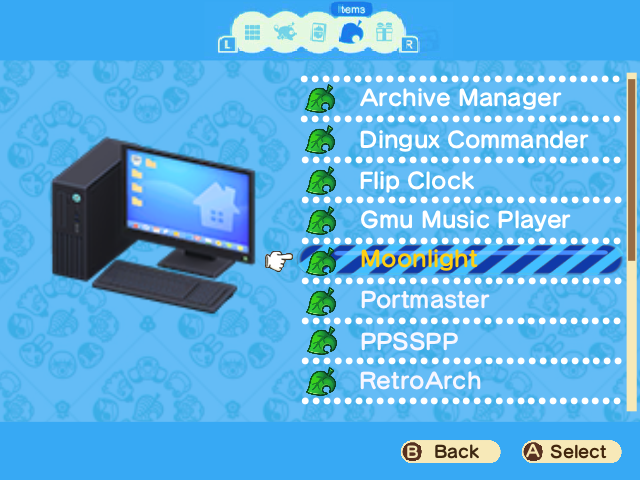 Items
L
R
Archive Manager
Dingux Commander
Flip Clock
Gmu Music Player
Moonlight
Portmaster
PPSSPP
RetroArch
B Back
A Select